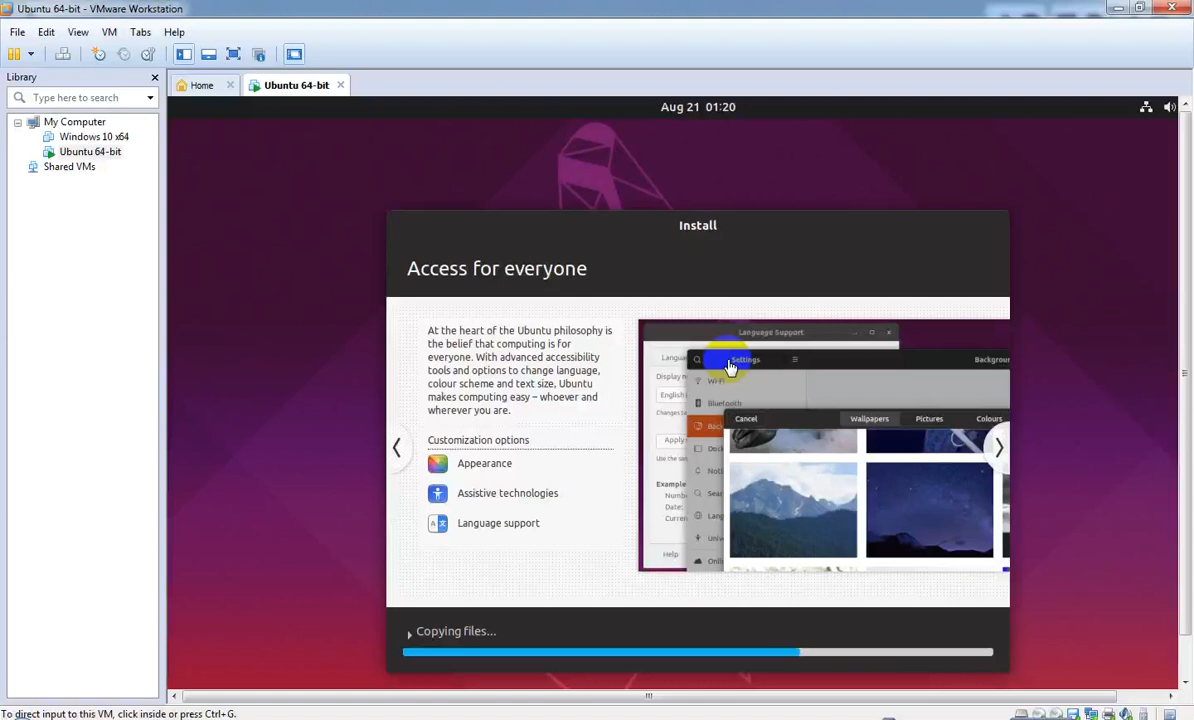 Ubuntu 64-bit - VMware Workstation
File Edit View VM Tabs Help
Library
Type here to search
My Computer
Windows 10 x64
Ubuntu 64-bit
Shared VMs
Home
Ubuntu 64-bit
Aug 21 01:20
Install
Access for everyone
At the heart of the Ubuntu philosophy is
the belief that computing is for
everyone. With advanced accessibility
tools and options to change language,
colour scheme and text size, Ubuntu
makes computing easy – whoever and
wherever you are.
Customization options
Appearance
Assistive technologies
Language support
Language Support
Settings
Wi-Fi
Bluetooth
Cancel
Wallpapers
Pictures
Colours
Help
Copying files...
To direct input to this VM, click inside or press Ctrl+G.